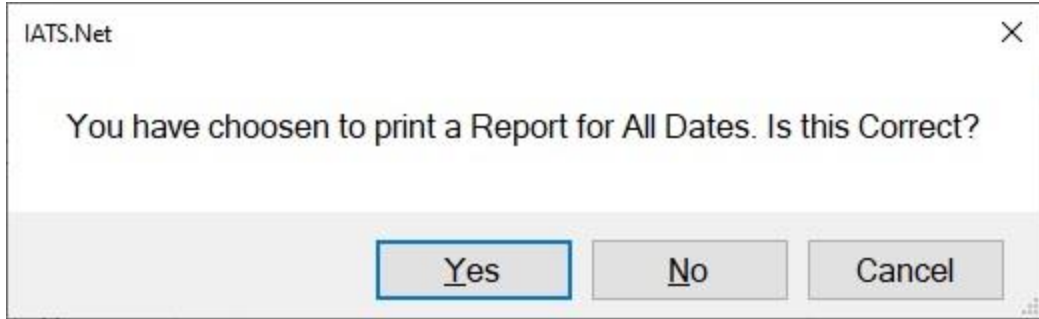 IATS.Net
You have choosen to print a Report for All Dates. Is this Correct?
Yes
No
Cancel